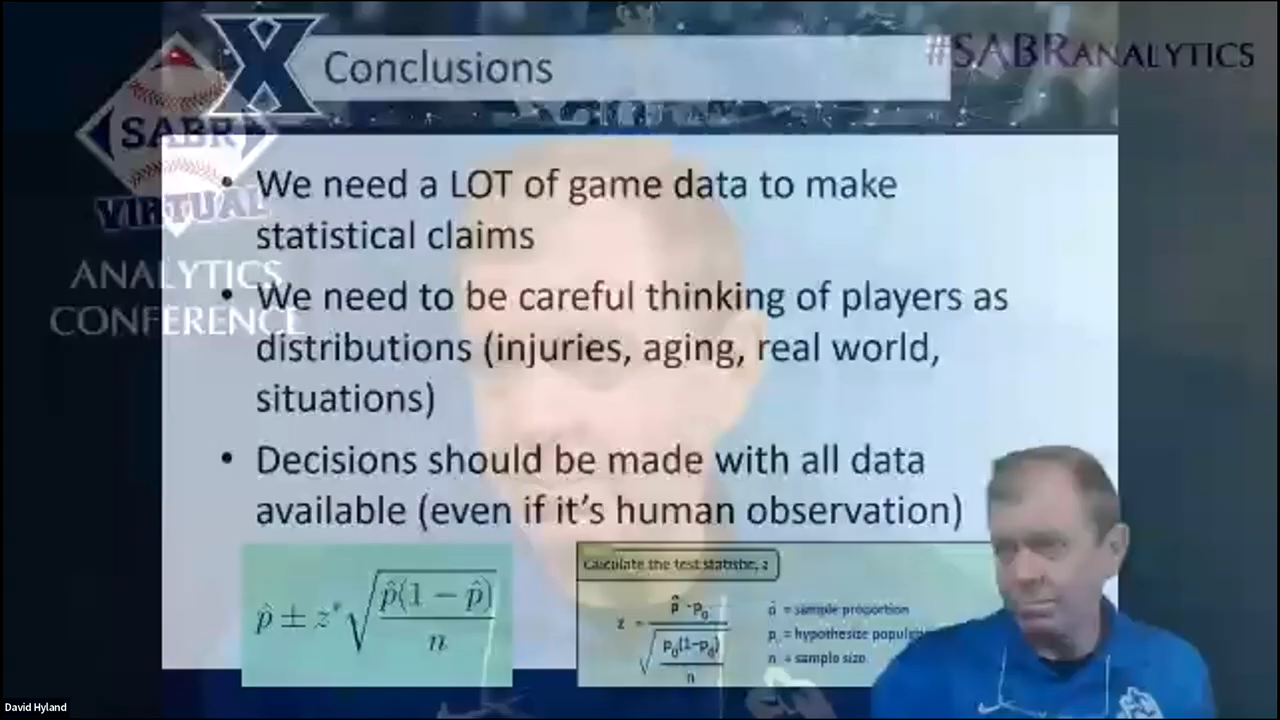 X Conclusions
#SABRANALYTICS
SABR
VIRTUAL
ANALYTICS
CONFERENCE
• We need a LOT of game data to make
statistical claims
• We need to be careful thinking of players as
distributions (injuries, aging, real world,
situations)
• Decisions should be made with all data
available (even if it's human observation)
p̂ ± z* √ p̂(1 − p̂)
n
Calculate the test statistic, z
z = p̂ - p₀
√ p₀(1-p₀)
n
p̂ = sample proportion
p = hypothesize
n = sample size
David Hyland